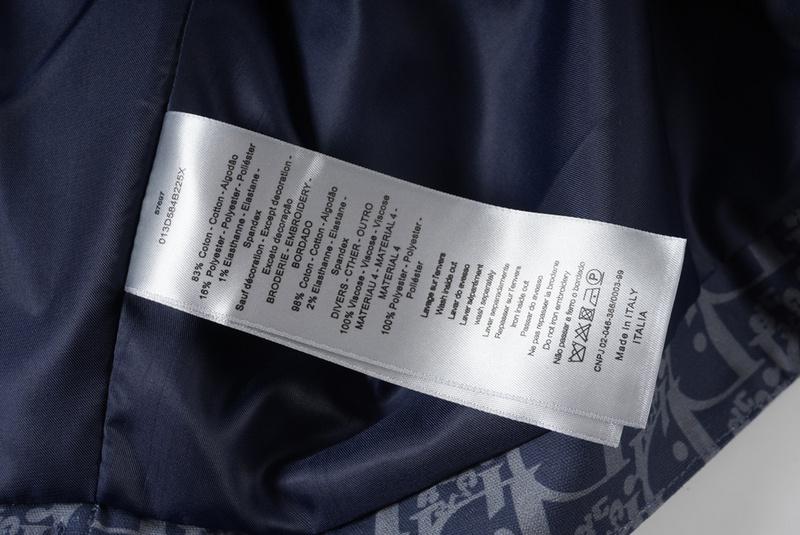 57697
013D584B225X
83% Coton - Cotton - Algodão
16% Polyester - Polyester - Poliéster
1% Elasthanne - Elastane -
Spandex
Sauf décoration - Except decoration -
Exceto decoração
BRODERIE - EMBROIDERY -
BORDADO
98% Coton - Cotton - Algodão
2% Elasthanne - Elastane -
Spandex
DIVERS - CTHER - OUTRO
100% Viscose - Viscose - Viscose
MATERIAU 4 - MATERIAL 4 -
MATERIAL 4
100% Polyester - Polyester -
Poliéster
Lavage sur l'envers
Wash inside out
Lavar do avesso
Laver séparément
wash separately
Lavar separadamente
Repasser sur l'envers
Iron inside out
Passar do avesso
Ne pas repasser la broderie
Do not iron embroidery
Não passar a ferro o bordado
CNPJ 02-046-368/0003-99
Made in ITALY
ITALIA